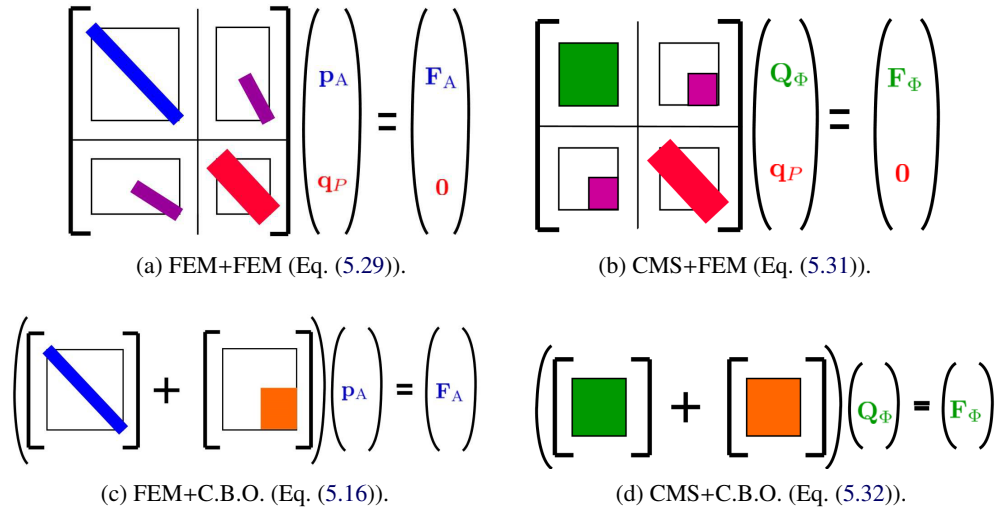 p_A = F_A
q_P 0
(a) FEM+FEM (Eq. (5.29)).
Q_Φ = F_Φ
q_P 0
(b) CMS+FEM (Eq. (5.31)).
+ p_A = F_A
(c) FEM+C.B.O. (Eq. (5.16)).
+ Q_Φ = F_Φ
(d) CMS+C.B.O. (Eq. (5.32)).